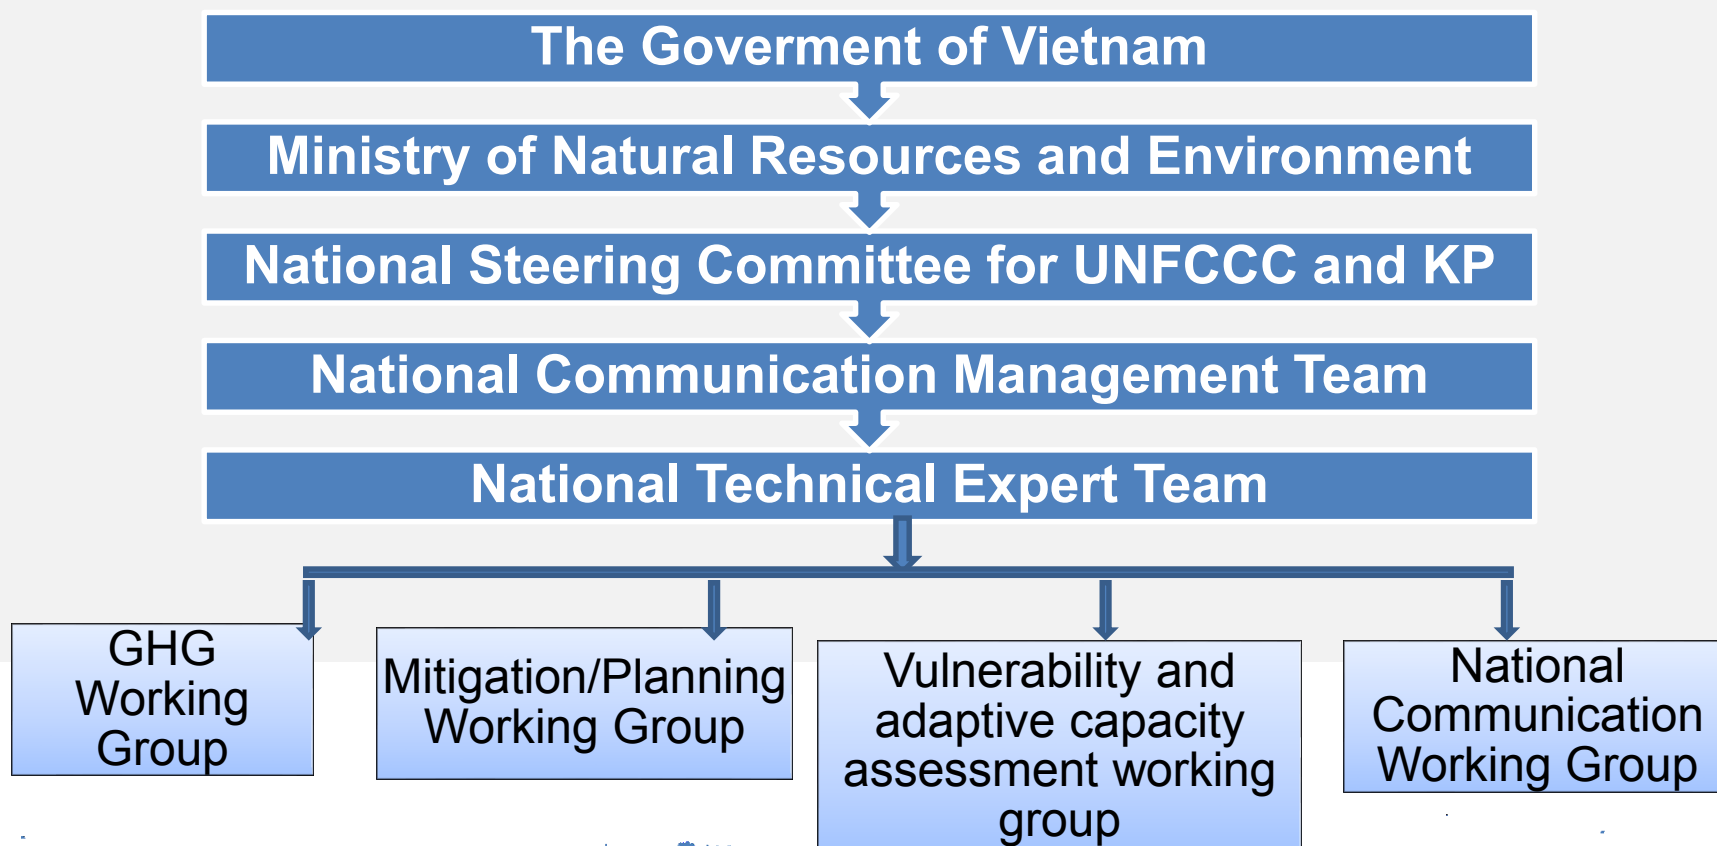 The Goverment of Vietnam
Ministry of Natural Resources and Environment
National Steering Committee for UNFCCC and KP
National Communication Management Team
National Technical Expert Team
GHG
Working
Group
Mitigation/Planning
Working Group
Vulnerability and
adaptive capacity
assessment working
group
National
Communication
Working Group